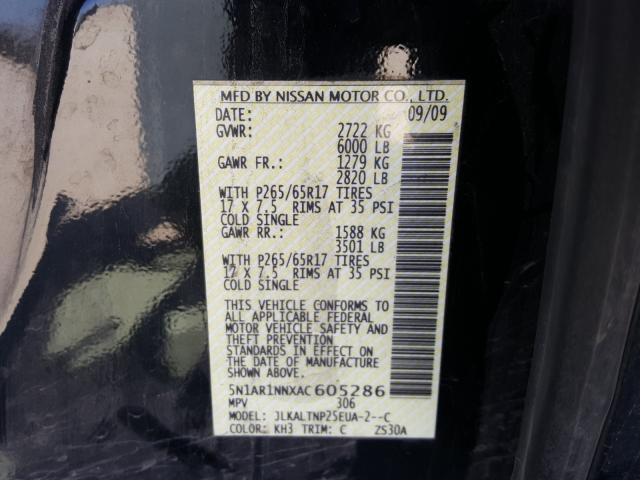 MFD BY NISSAN MOTOR CO., LTD.
DATE: 09/09
GVWR: 2722 KG
6000 LB
GAWR FR.: 1279 KG
2820 LB
WITH P265/65R17 TIRES
17 X 7.5 RIMS AT 35 PSI
COLD SINGLE
GAWR RR.: 1588 KG
3501 LB
WITH P265/65R17 TIRES
17 X 7.5 RIMS AT 35 PSI
COLD SINGLE
THIS VEHICLE CONFORMS TO
ALL APPLICABLE FEDERAL
MOTOR VEHICLE SAFETY AND
THEFT PREVENTION
STANDARDS IN EFFECT ON
THE DATE OF MANUFACTURE
SHOWN ABOVE.
5N1AR1NNXAC605286
MPV 306
MODEL: JLKALTNP25EUA-2--C
COLOR: KH3 TRIM: C ZS30A